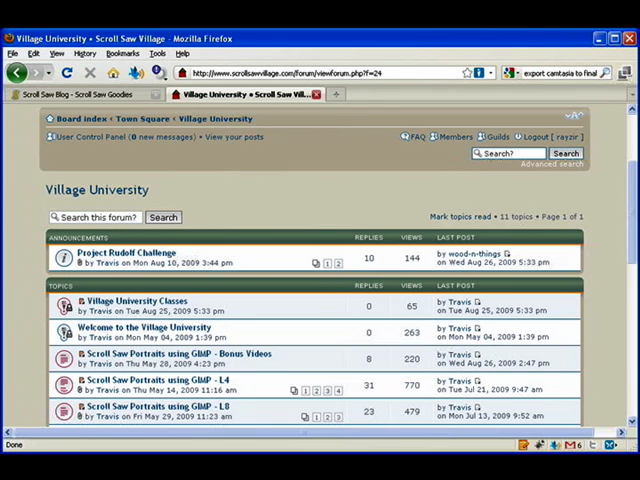 Village University • Scroll Saw Village - Mozilla Firefox
File Edit View History Bookmarks Tools Help
http://www.scrollsawvillage.com/forum/viewforum.php?f=24
export camtasia to final
Scroll Saw Blog - Scroll Saw Goodies
Village University • Scroll Saw Vill...
Board index ‹ Town Square ‹ Village University
User Control Panel (0 new messages) • View your posts
FAQ Members Guilds Logout [ rayzir ]
Search? Search
Advanced search
Village University
Search this forum? Search
Mark topics read • 11 topics • Page 1 of 1
ANNOUNCEMENTS REPLIES VIEWS LAST POST
Project Rudolf Challenge
by Travis on Mon Aug 10, 2009 3:44 pm
1 2
10 144
by wood-n-things
on Wed Aug 26, 2009 5:33 pm
TOPICS REPLIES VIEWS LAST POST
Village University Classes
by Travis on Tue Aug 25, 2009 5:33 pm
0 65
by Travis
on Tue Aug 25, 2009 5:33 pm
Welcome to the Village University
by Travis on Mon May 04, 2009 1:39 pm
0 263
by Travis
on Mon May 04, 2009 1:39 pm
Scroll Saw Portraits using GIMP - Bonus Videos
by Travis on Thu May 28, 2009 4:23 pm
8 220
by Travis
on Wed Aug 26, 2009 2:47 pm
Scroll Saw Portraits using GIMP - L4
by Travis on Thu May 14, 2009 11:16 am
1 2 3 4
31 770
by Travis
on Tue Jul 21, 2009 9:47 am
Scroll Saw Portraits using GIMP - L8
by Travis on Fri May 29, 2009 11:23 am
1 2 3
23 479
by Travis
on Mon Jul 13, 2009 9:52 am
Done
6